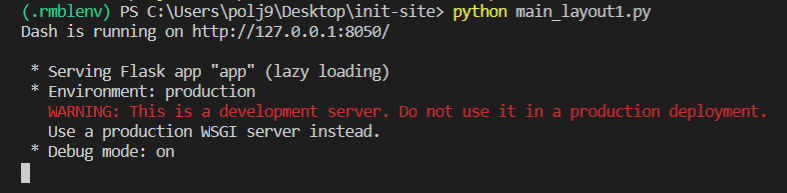 (.rmblenv) PS C:\Users\polj9\Desktop\init-site> python main_layout1.py
Dash is running on http://127.0.0.1:8050/
* Serving Flask app "app" (lazy loading)
* Environment: production
WARNING: This is a development server. Do not use it in a production deployment.
Use a production WSGI server instead.
* Debug mode: on